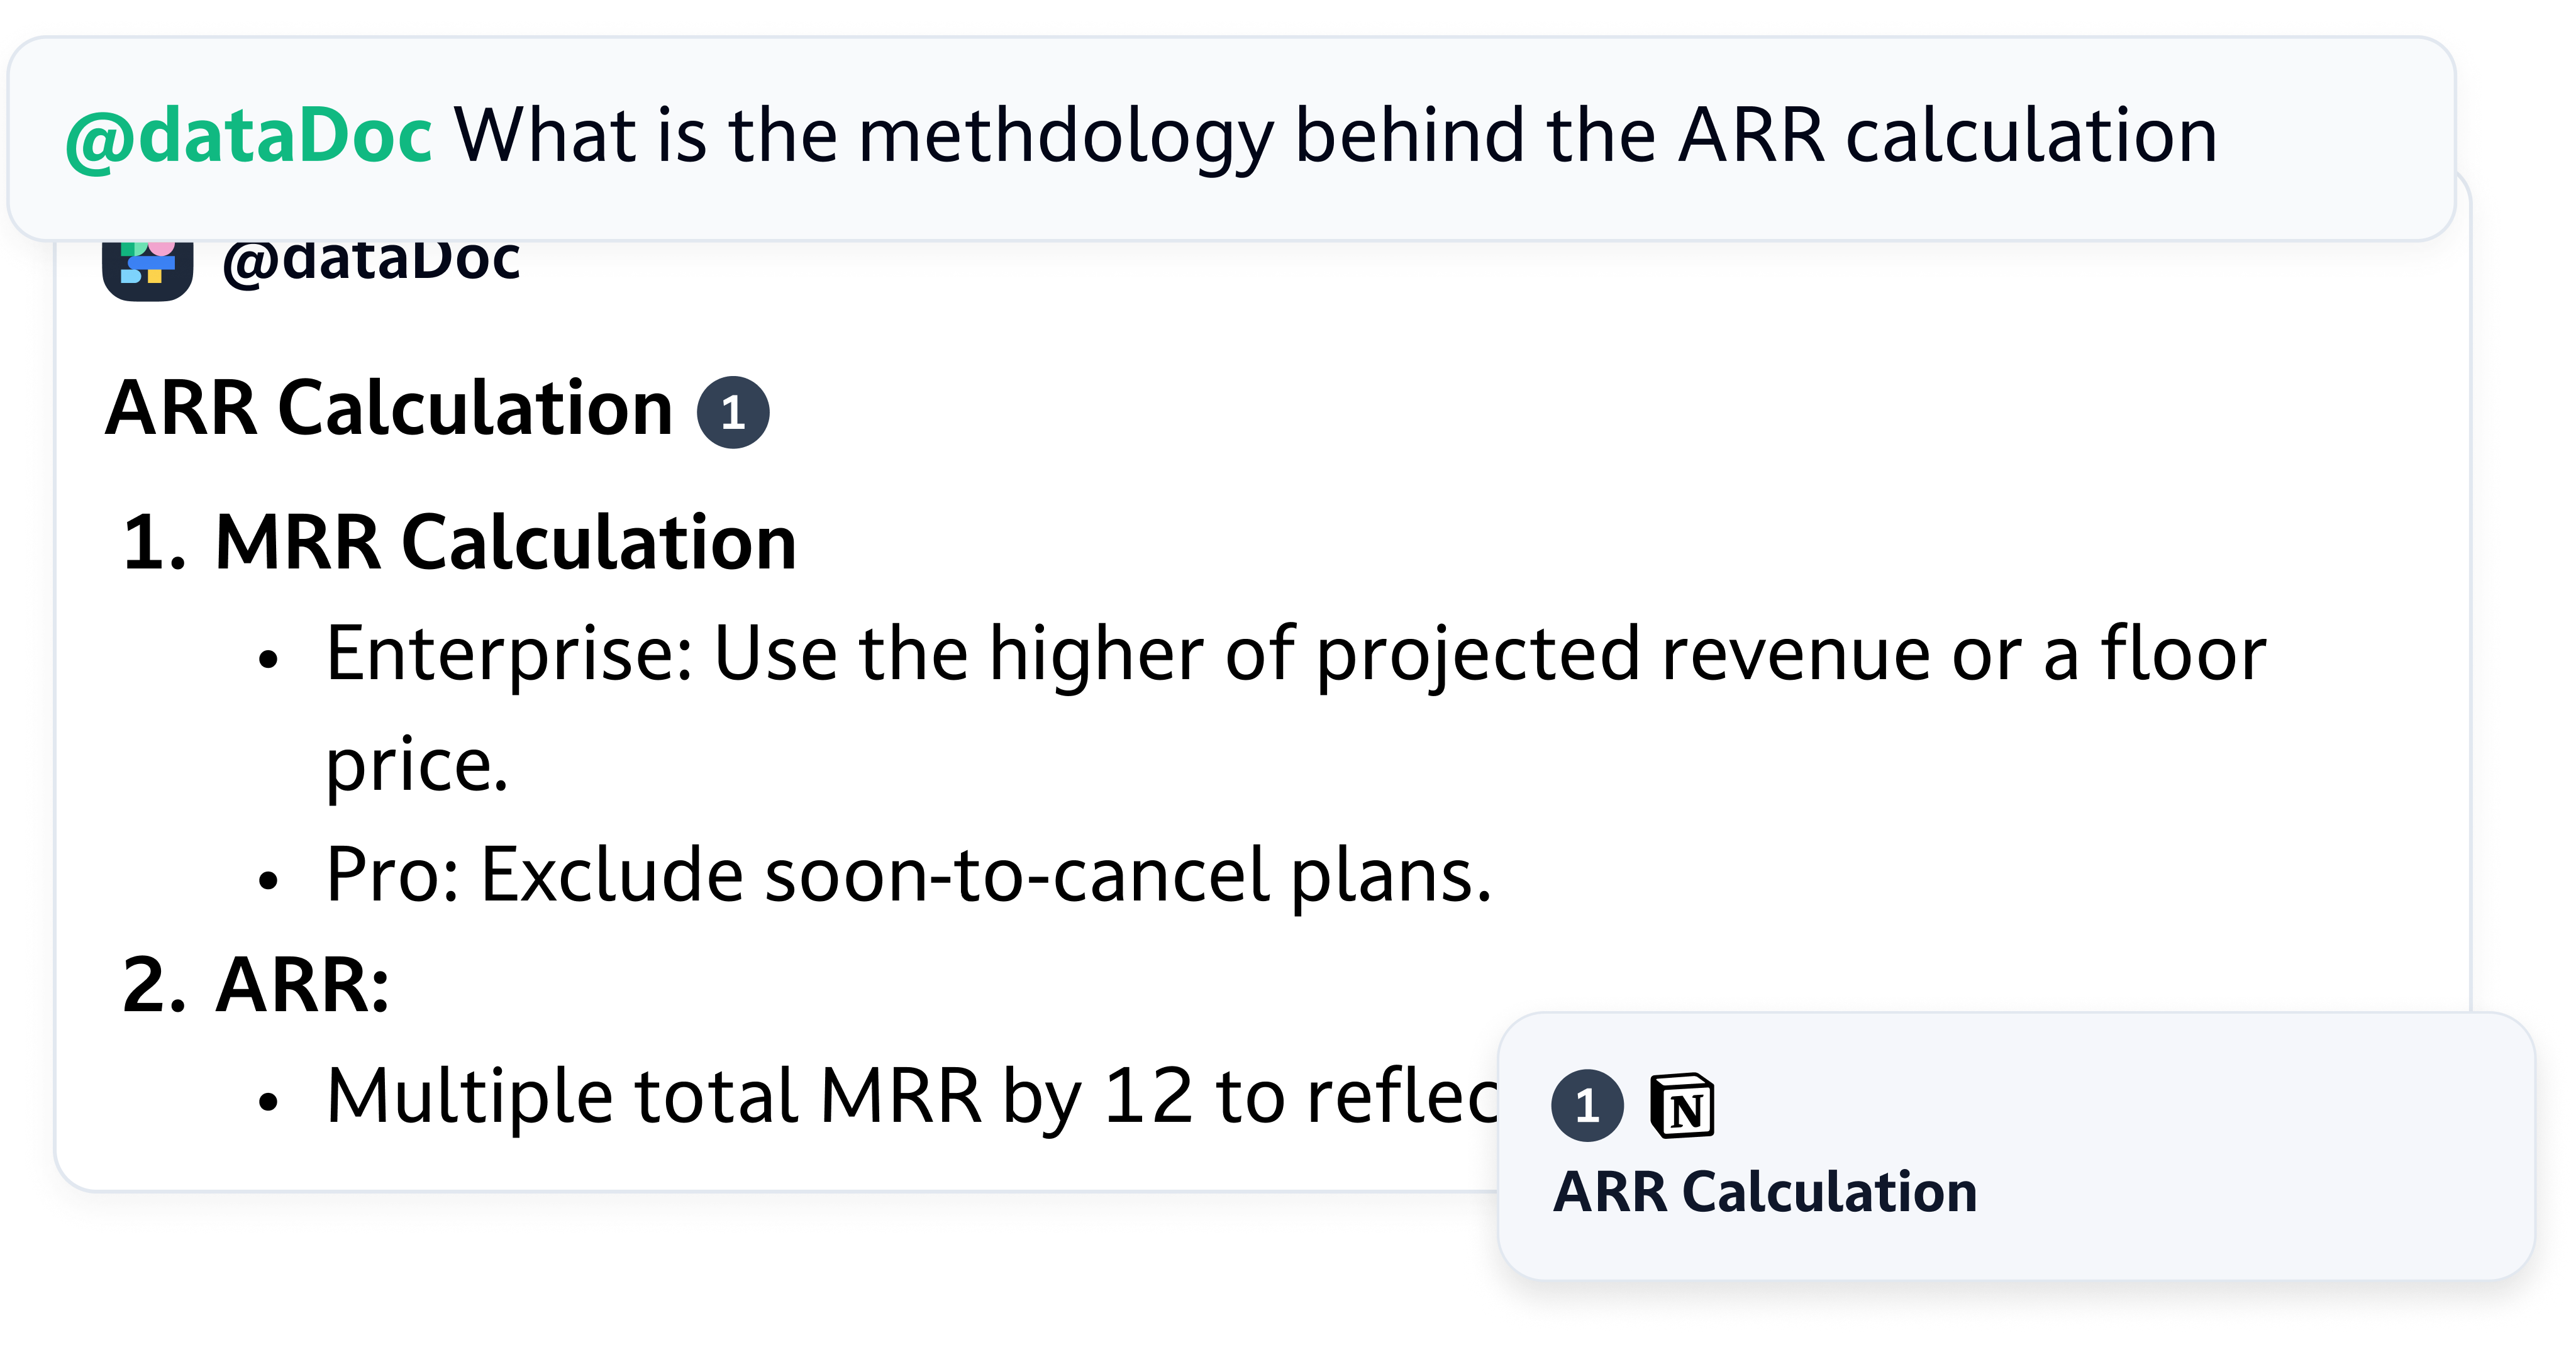 @dataDoc What is the methdology behind the ARR calculation
@dataDoc
ARR Calculation 1
1. MRR Calculation
• Enterprise: Use the higher of projected revenue or a floor
price.
• Pro: Exclude soon-to-cancel plans.
2. ARR:
• Multiple total MRR by 12 to reflec
1 N
ARR Calculation